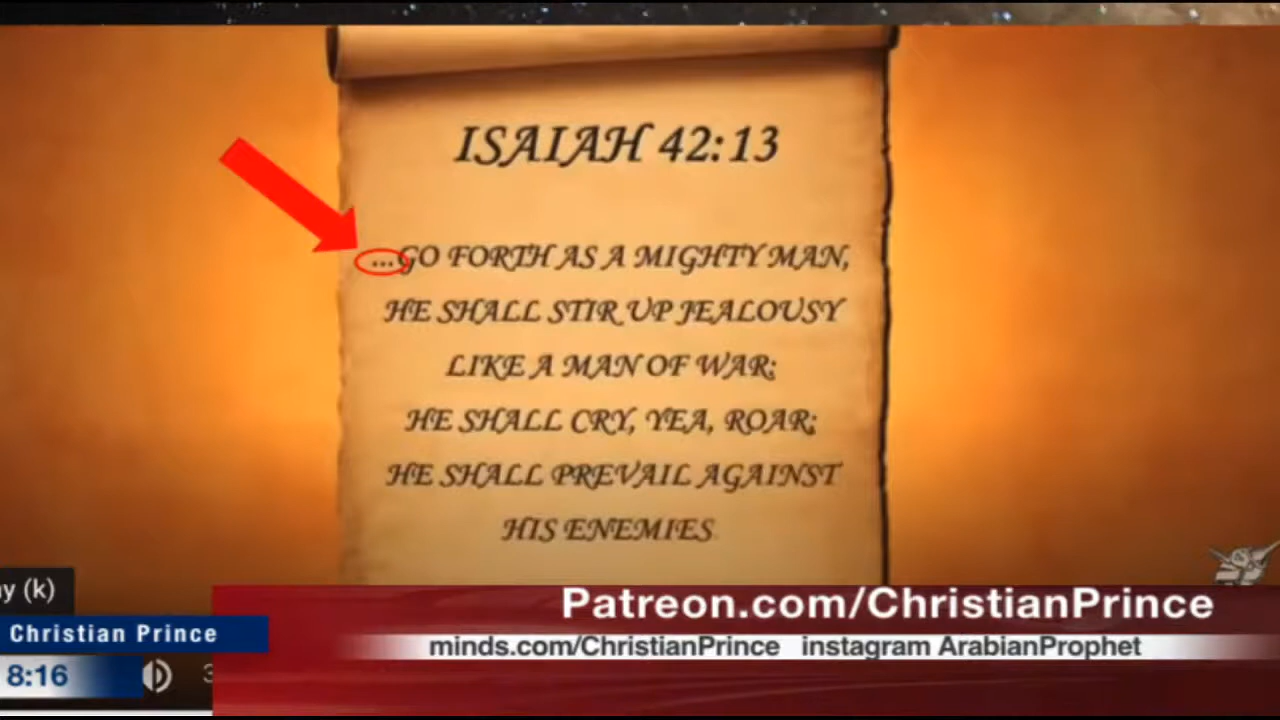 ISAIAH 42:13
...GO FORTH AS A MIGHTY MAN,
HE SHALL STIR UP JEALOUSY
LIKE A MAN OF WAR;
HE SHALL CRY, YEA, ROAR;
HE SHALL PREVAIL AGAINST
HIS ENEMIES
(k)
Patreon.com/ChristianPrince
Christian Prince
minds.com/ChristianPrince instagram ArabianProphet
8:16